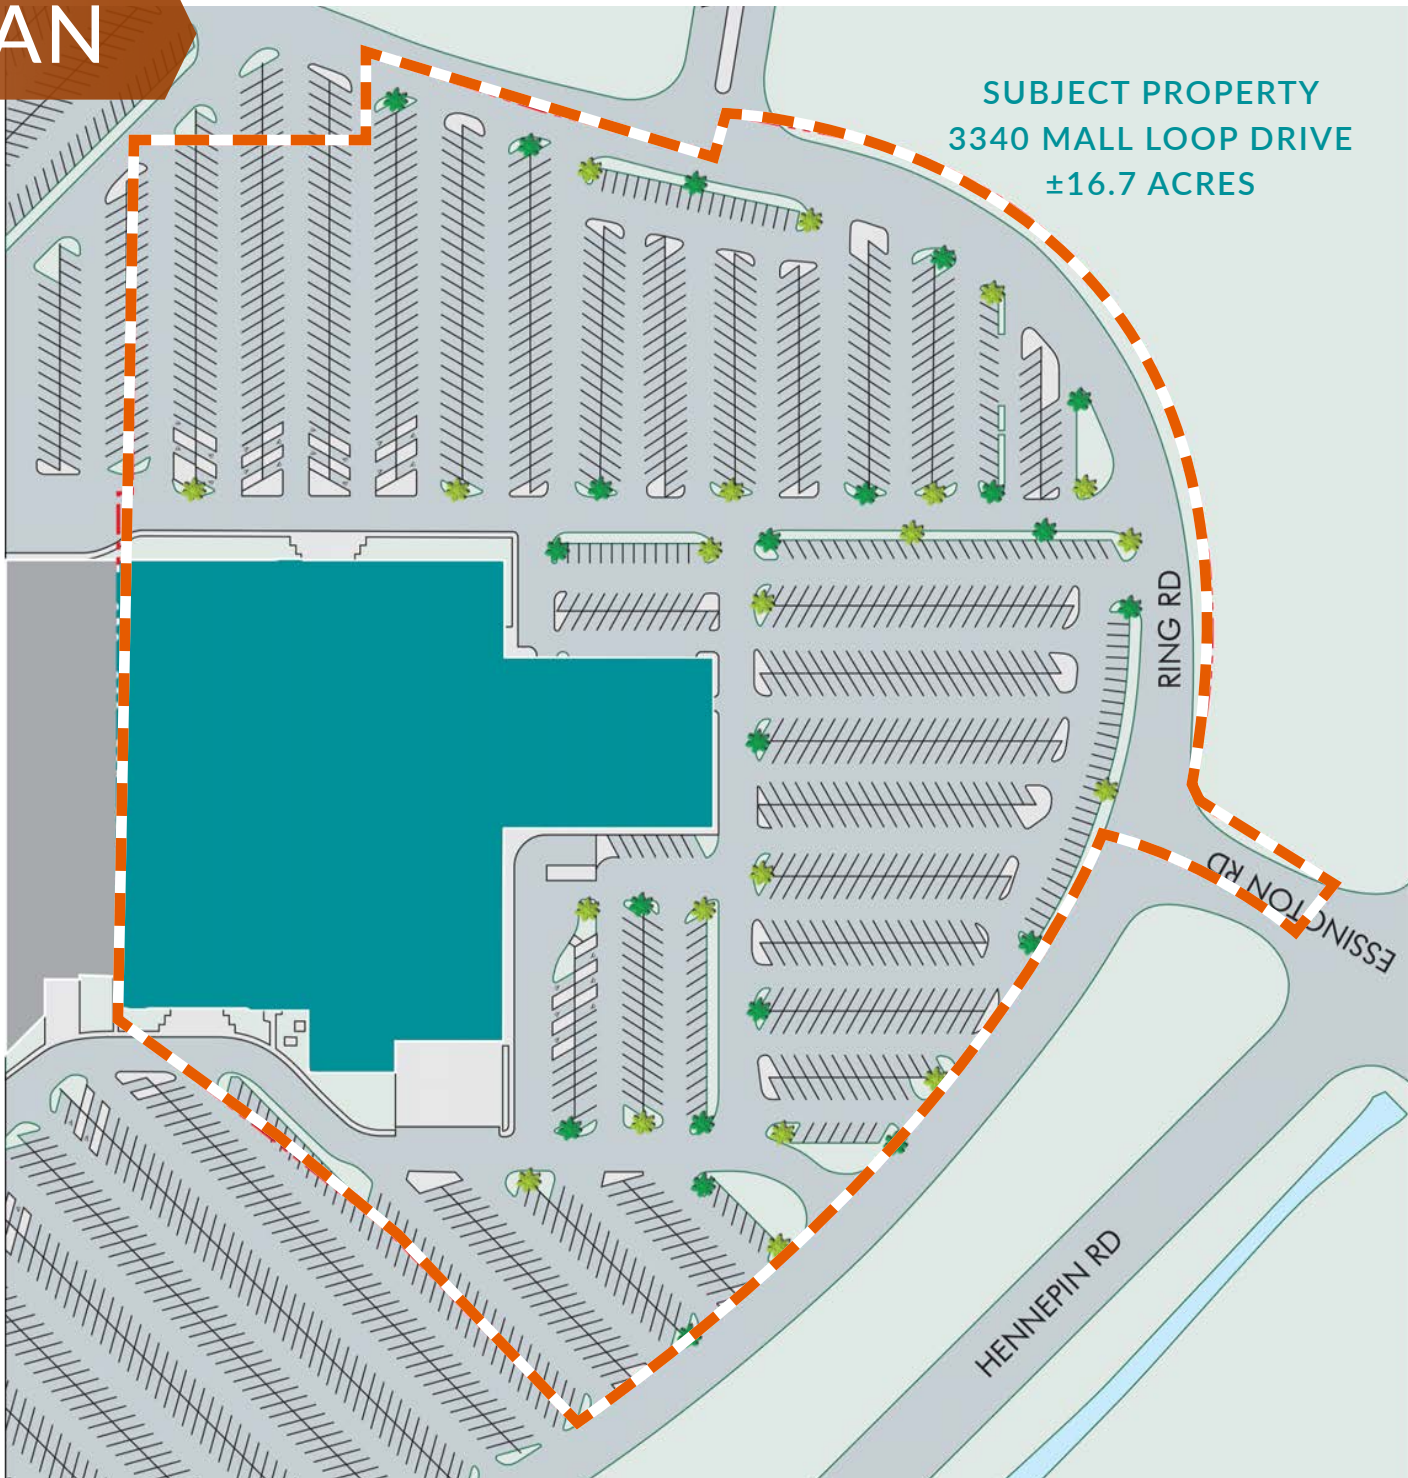 AN
SUBJECT PROPERTY
3340 MALL LOOP DRIVE
±16.7 ACRES
RING RD
ESSINGTON RD
HENNEPIN RD